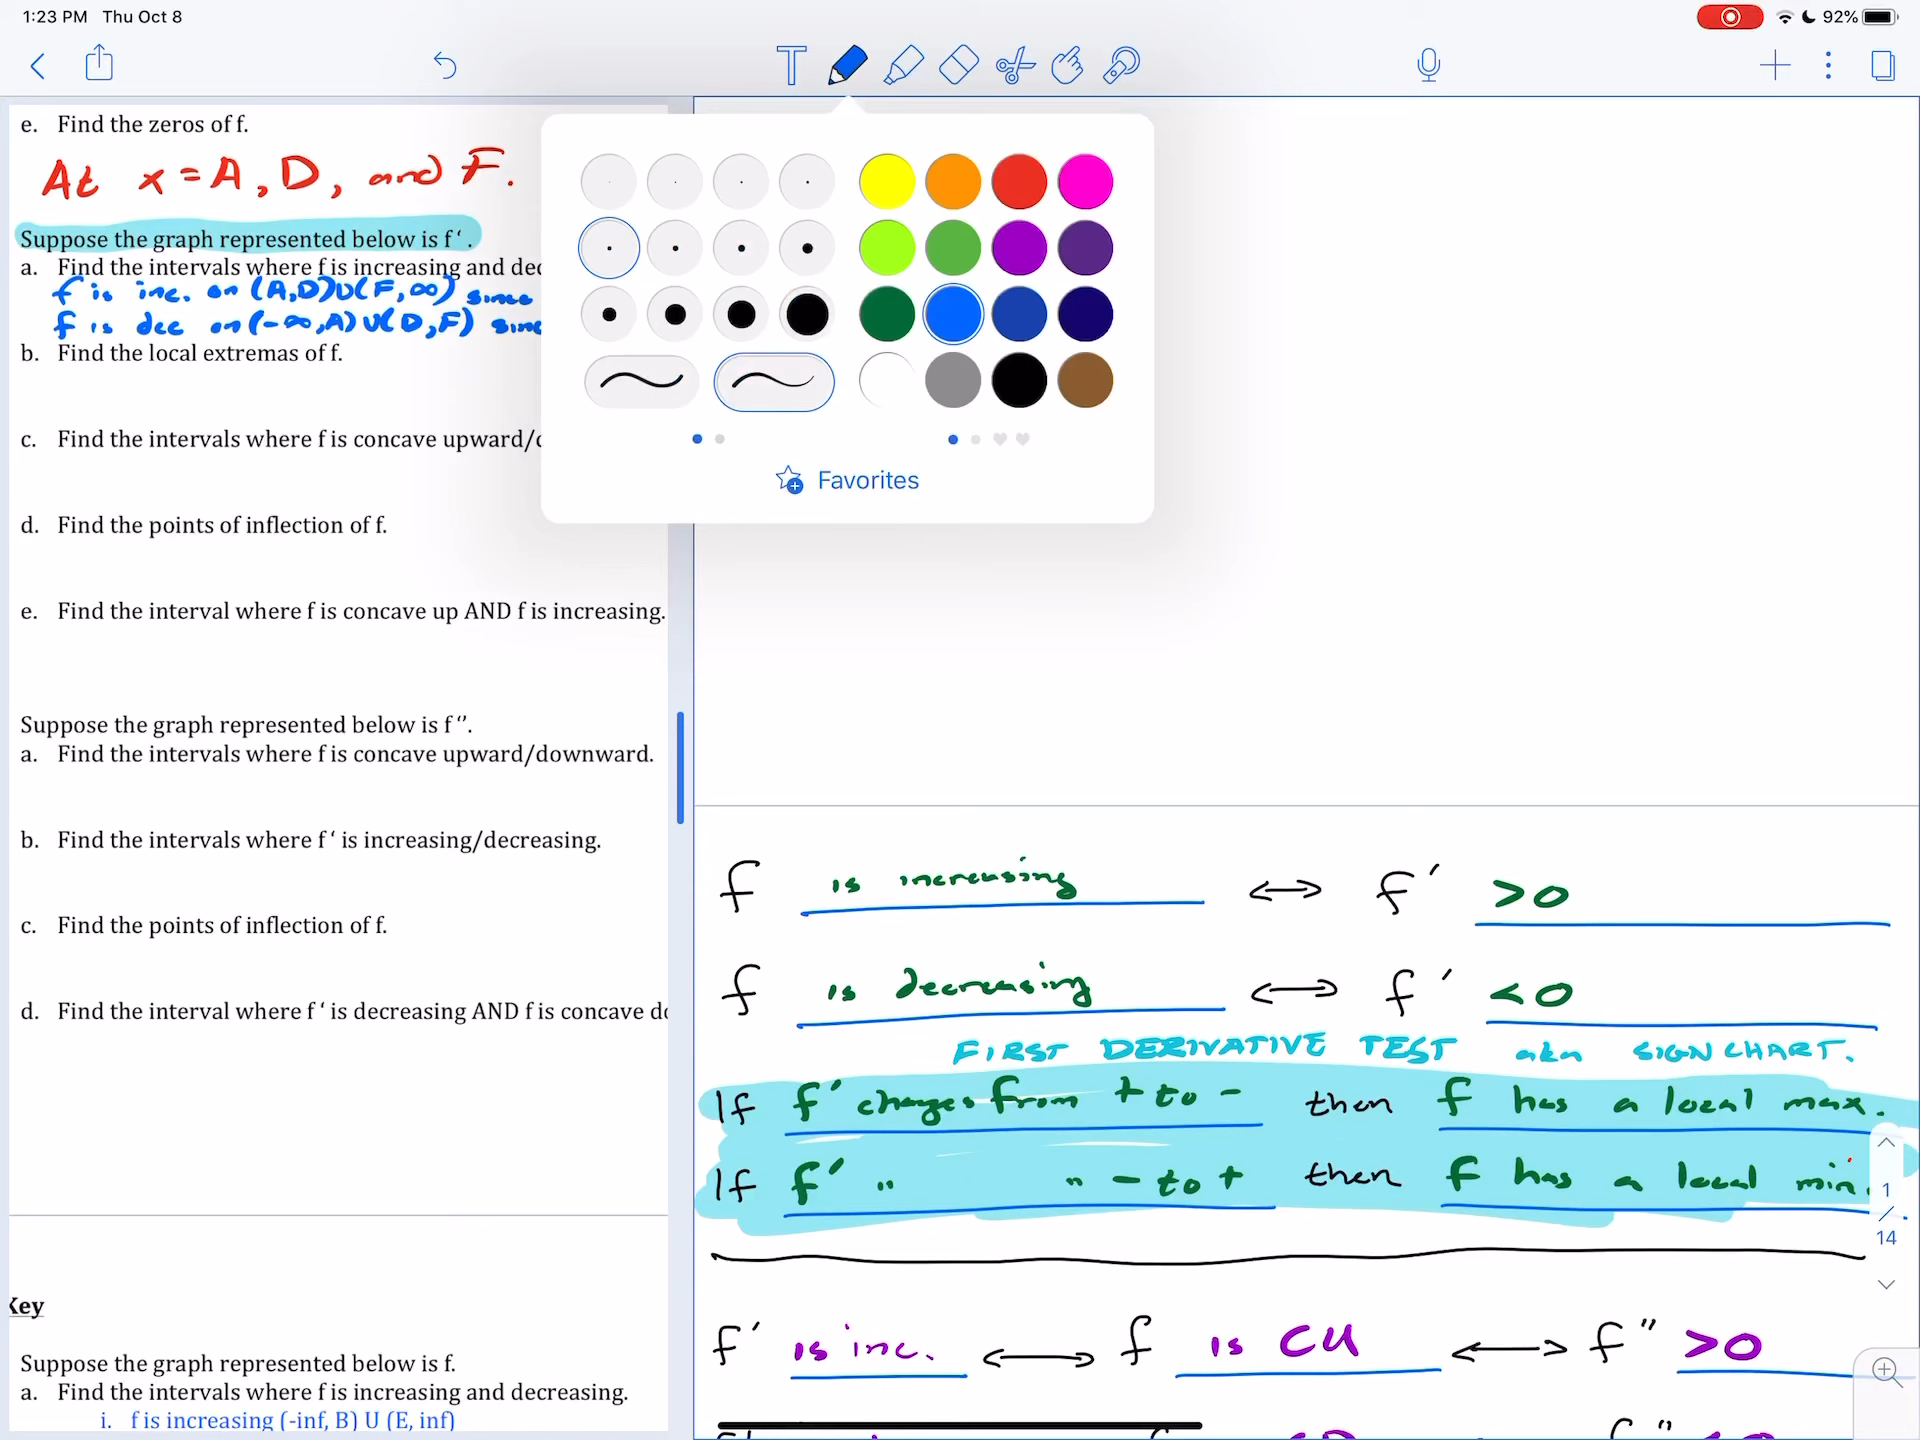 1:23 PM Thu Oct 8
92%
T
e. Find the zeros of f.
At x = A, D, and F.
Suppose the graph represented below is f ‘ .
a. Find the intervals where f is increasing and dec
f is inc. on (A,D)U(F,∞) since
f is dec on (-∞,A)U(D,F) sinc
b. Find the local extremas of f.
c. Find the intervals where f is concave upward/d
d. Find the points of inflection of f.
e. Find the interval where f is concave up AND f is increasing.
Suppose the graph represented below is f ‘’.
a. Find the intervals where f is concave upward/downward.
b. Find the intervals where f ‘ is increasing/decreasing.
c. Find the points of inflection of f.
d. Find the interval where f ‘ is decreasing AND f is concave do
Key
Suppose the graph represented below is f.
a. Find the intervals where f is increasing and decreasing.
i. f is increasing (-inf, B) U (E, inf)
Favorites
f is increasing ⟷ f′ >0
f is decreasing ⟷ f′ <0
FIRST DERIVATIVE TEST aka SIGN CHART.
If f′ changes from + to - then f has a local max.
If f′ " " - to + then f has a local min.
f′ is inc. ⟷ f is CU ⟷ f" >0
1
/
14